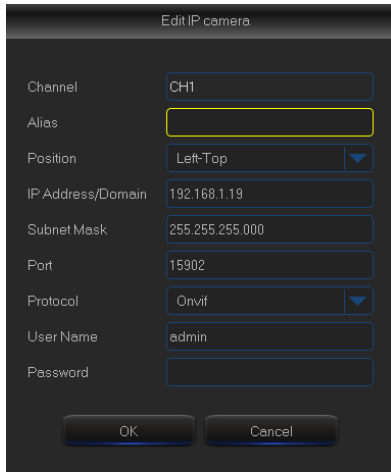 Edit IP camera
Channel CH1
Alias
Position Left-Top
IP Address/Domain 192.168.1.19
Subnet Mask 255.255.255.000
Port 15902
Protocol Onvif
User Name admin
Password
OK Cancel